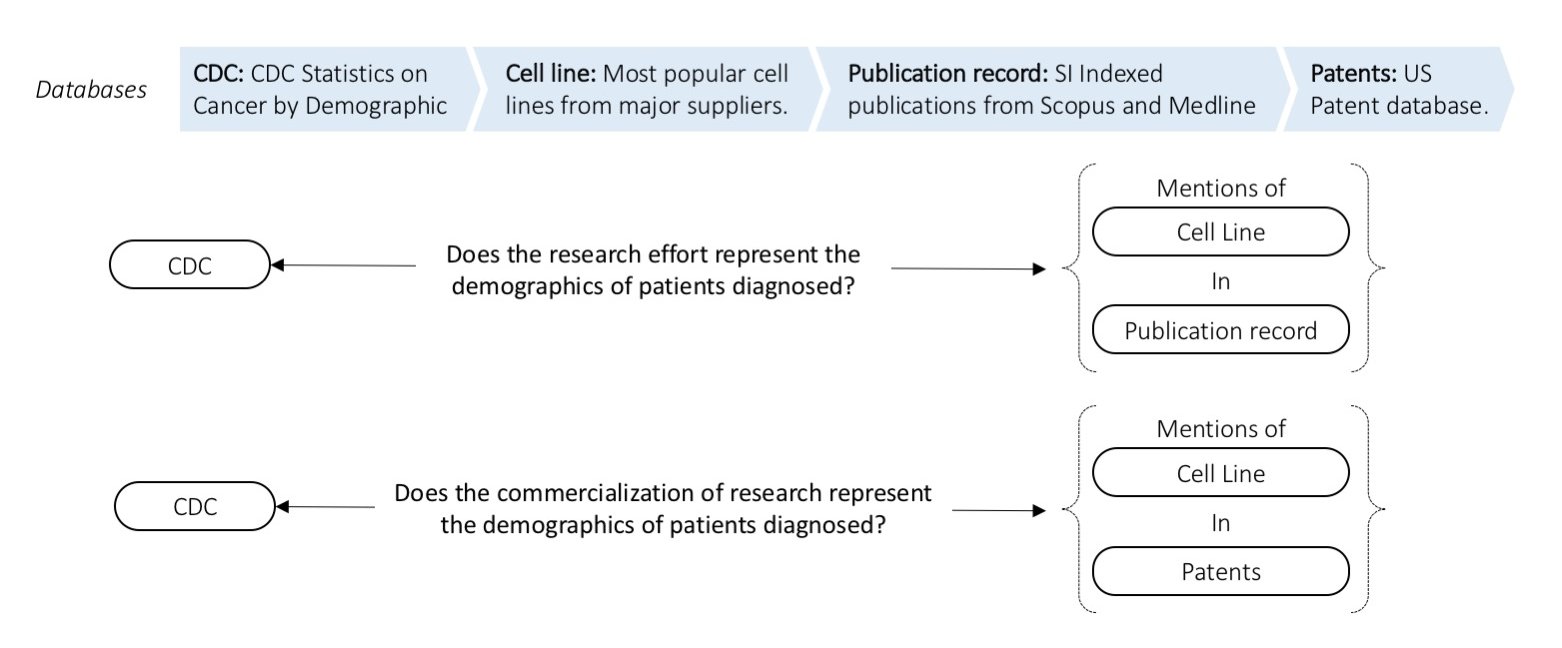 Databases
CDC: CDC Statistics on
Cancer by Demographic
Cell line: Most popular cell
lines from major suppliers.
Publication record: SI Indexed
publications from Scopus and Medline
Patents: US
Patent database.
CDC
Does the research effort represent the
demographics of patients diagnosed?
Mentions of
Cell Line
In
Publication record
CDC
Does the commercialization of research represent
the demographics of patients diagnosed?
Mentions of
Cell Line
In
Patents